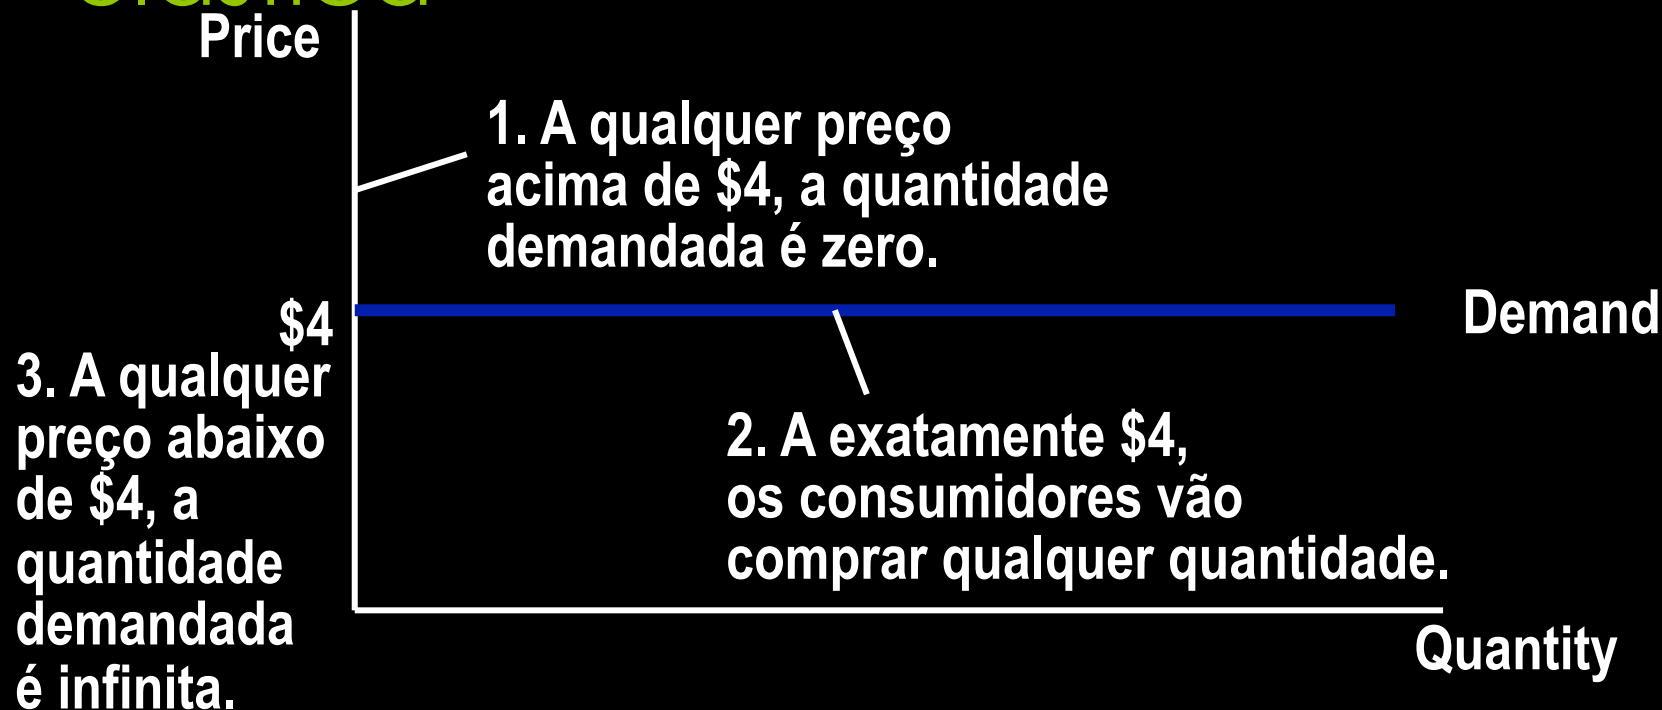 Price
1. A qualquer preço
acima de $4, a quantidade
demandada é zero.
$4
Demand
3. A qualquer
preço abaixo
de $4, a
quantidade
demandada
é infinita.
2. A exatamente $4,
os consumidores vão
comprar qualquer quantidade.
Quantity